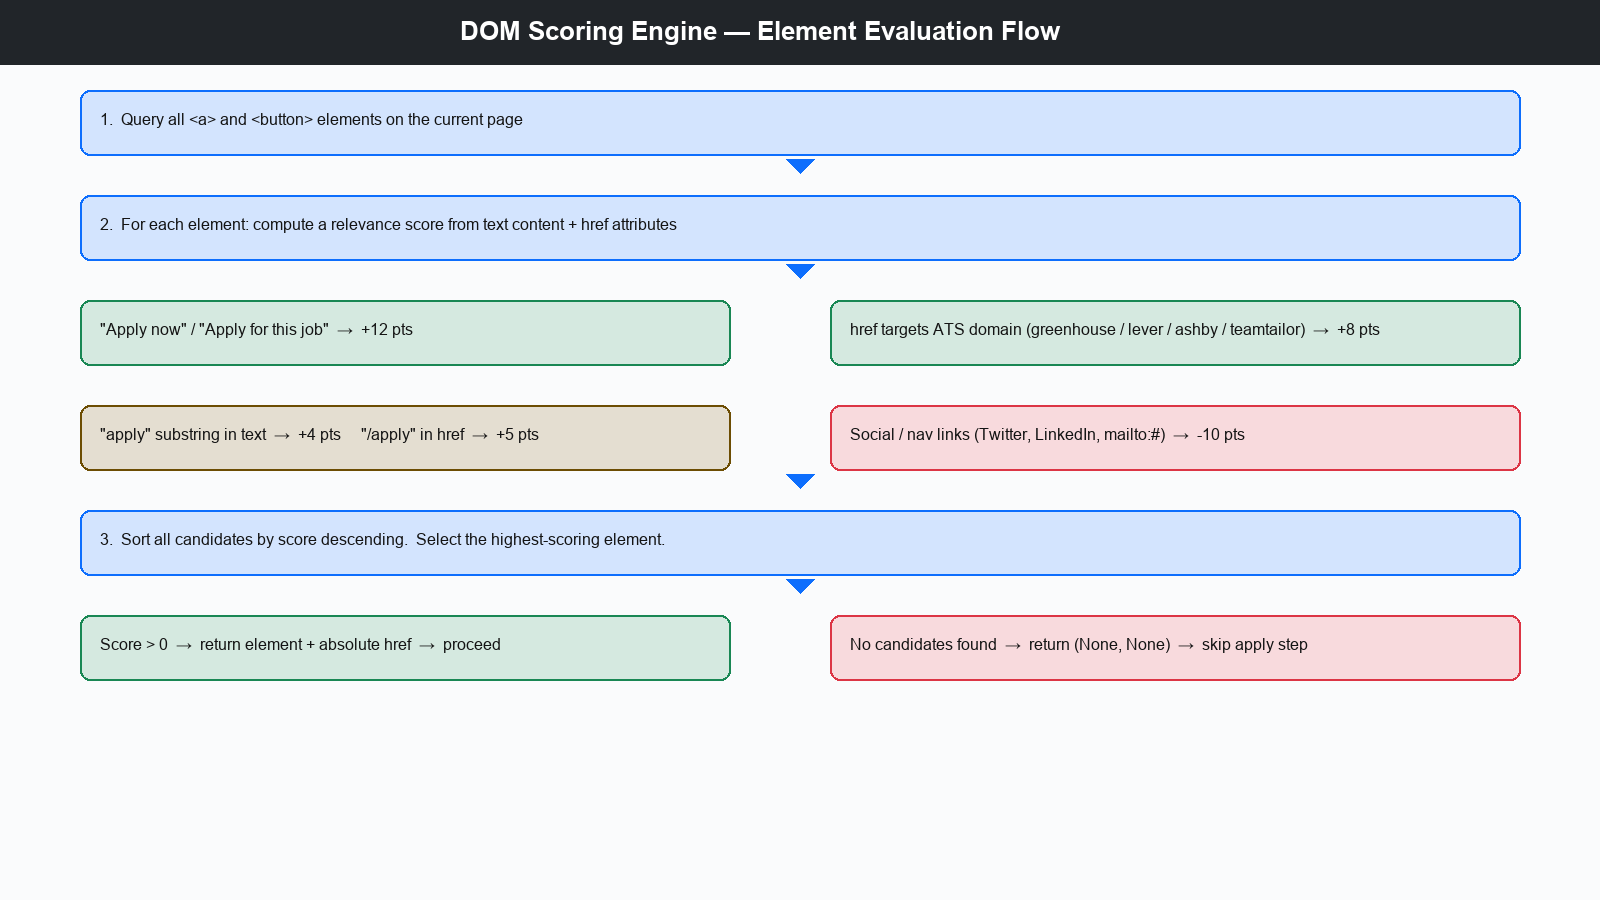 DOM Scoring Engine — Element Evaluation Flow
1. Query all <a> and <button> elements on the current page
2. For each element: compute a relevance score from text content + href attributes
"Apply now" / "Apply for this job" → +12 pts
href targets ATS domain (greenhouse / lever / ashby / teamtailor) → +8 pts
"apply" substring in text → +4 pts "/apply" in href → +5 pts
Social / nav links (Twitter, LinkedIn, mailto:#) → -10 pts
3. Sort all candidates by score descending. Select the highest-scoring element.
Score > 0 → return element + absolute href → proceed
No candidates found → return (None, None) → skip apply step